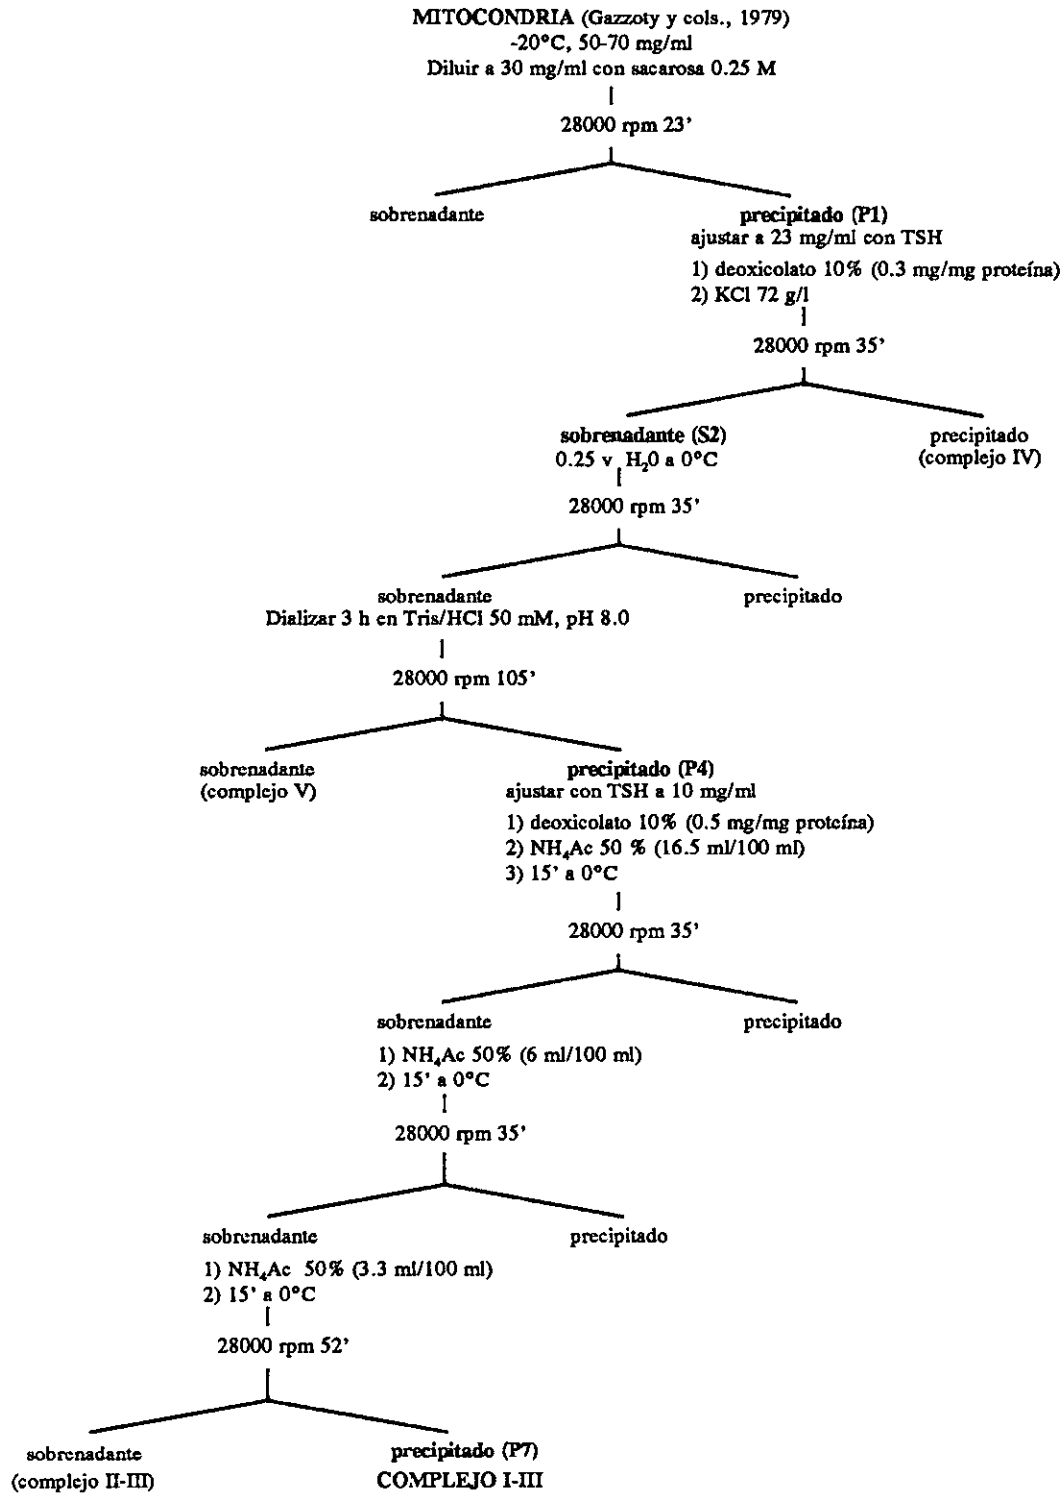 MITOCONDRIA (Gazzoty y cols., 1979)
-20°C, 50-70 mg/ml
Diluir a 30 mg/ml con sacarosa 0.25 M
28000 rpm 23'
sobrenadante
precipitado (P1)
ajustar a 23 mg/ml con TSH
1) deoxicolato 10% (0.3 mg/mg proteína)
2) KCl 72 g/l
28000 rpm 35'
sobrenadante (S2)
0.25 v H₂0 a 0°C
precipitado
(complejo IV)
28000 rpm 35'
sobrenadante
Dializar 3 h en Tris/HCl 50 mM, pH 8.0
precipitado
28000 rpm 105'
sobrenadante
(complejo V)
precipitado (P4)
ajustar con TSH a 10 mg/ml
1) deoxicolato 10% (0.5 mg/mg proteína)
2) NH₄Ac 50 % (16.5 ml/100 ml)
3) 15' a 0°C
28000 rpm 35'
sobrenadante
precipitado
1) NH₄Ac 50% (6 ml/100 ml)
2) 15' a 0°C
28000 rpm 35'
sobrenadante
precipitado
1) NH₄Ac 50% (3.3 ml/100 ml)
2) 15' a 0°C
28000 rpm 52'
sobrenadante
(complejo II-III)
precipitado (P7)
COMPLEJO I-III